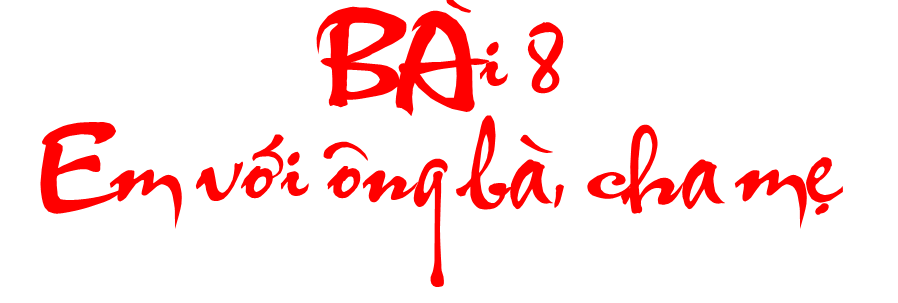 BÀi 8
Em với ông bà, cha mẹ